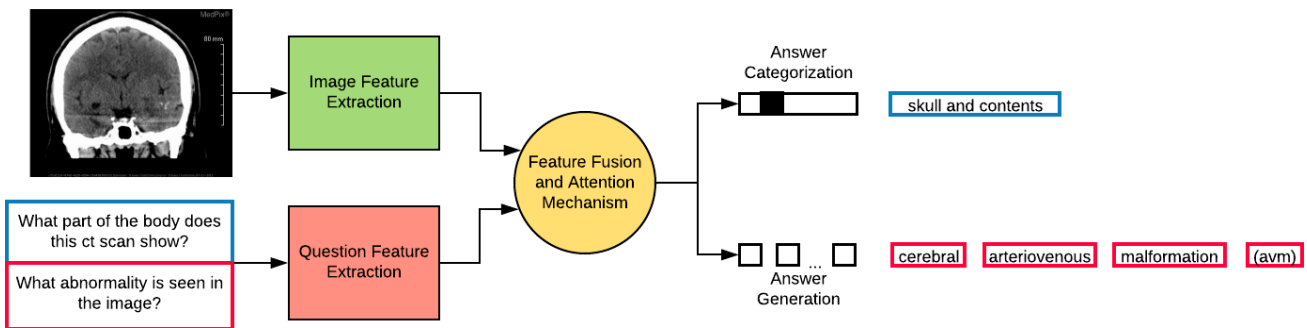 MedPix®
80 mm
What part of the body does
this ct scan show?
What abnormality is seen in
the image?
Image Feature
Extraction
Question Feature
Extraction
Feature Fusion
and Attention
Mechanism
Answer
Categorization
skull and contents
...
Answer
Generation
cerebral
arteriovenous
malformation
(avm)